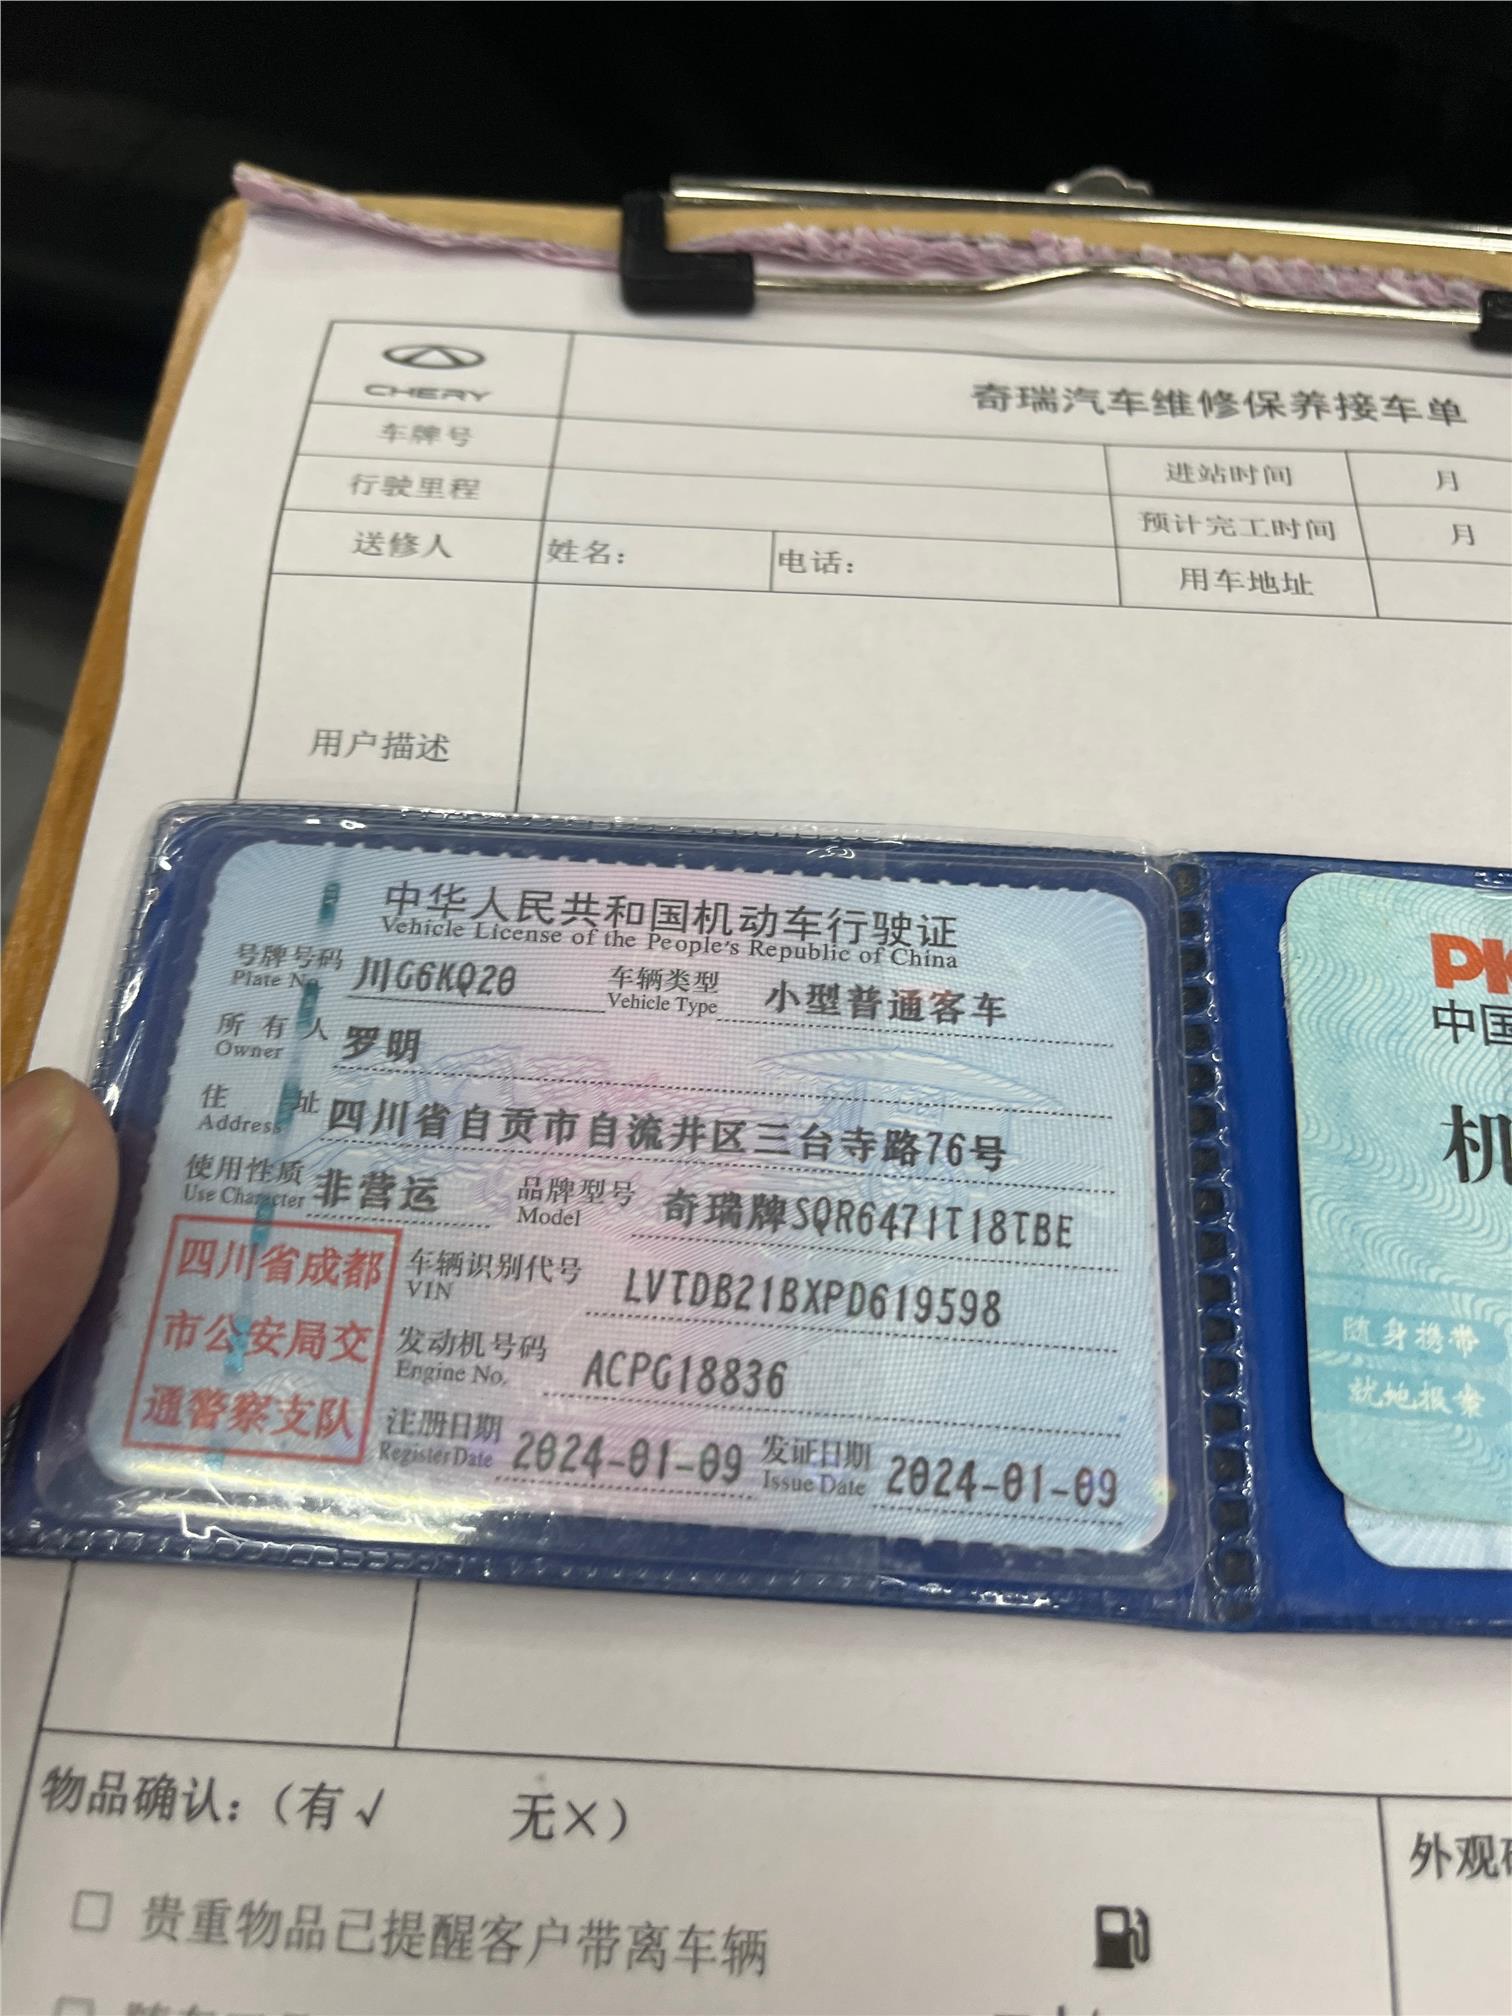 CHERY
奇瑞汽车维修保养接车单
车牌号
进站时间 月
行驶里程
预计完工时间 月
送修人 姓名: 电话:
用车地址
用户描述
中华人民共和国机动车行驶证
Vehicle License of the People's Republic of China
号牌号码 川G6KQ20 车辆类型 小型普通客车
Plate No. Vehicle Type
所有人 罗明
Owner
住址 四川省自贡市自流井区三台寺路76号
Address
使用性质 非营运 品牌型号 奇瑞牌SQR6471T18TBE
Use Character Model
四川省成都
市公安局交
通警察支队
车辆识别代号 LVTDB21BXPD619598
VIN
发动机号码 ACPG18836
Engine No.
注册日期 2024-01-09 发证日期 2024-01-09
Register Date Issue Date
中国
机
随身携带
就地报案
物品确认:(有√ 无×)
外观
□ 贵重物品已提醒客户带离车辆